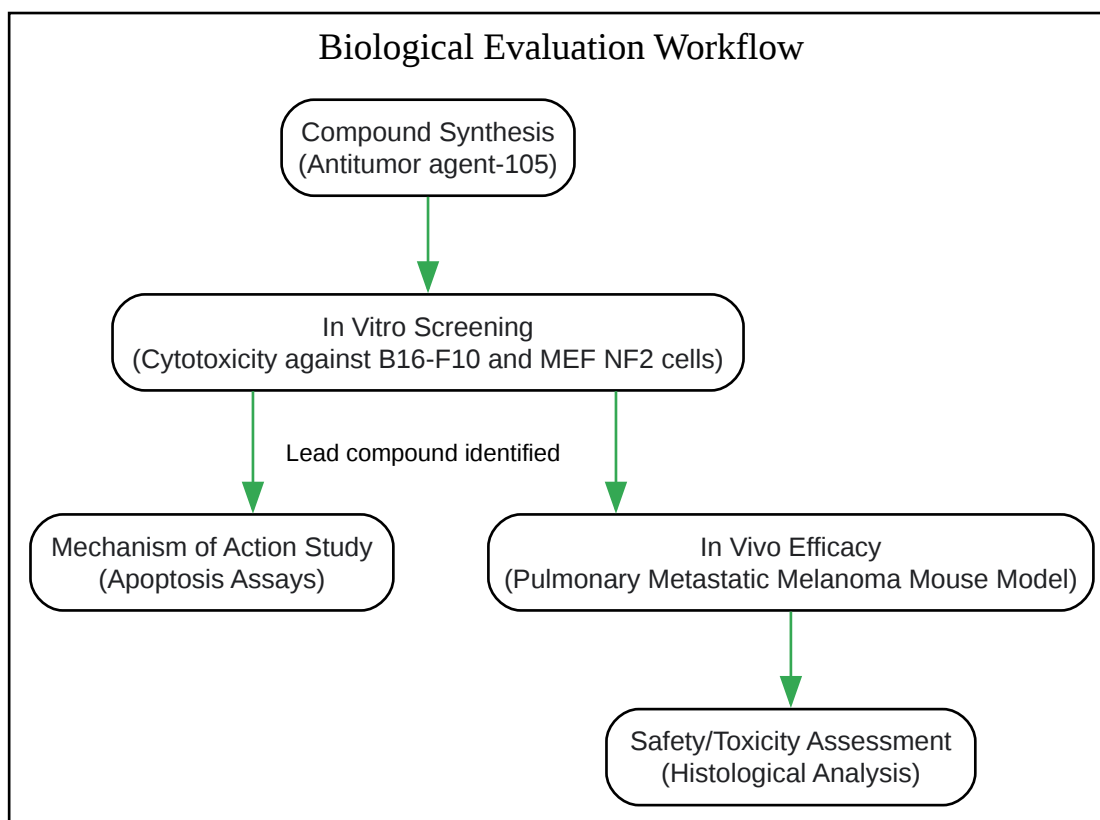 Biological Evaluation Workflow
Compound Synthesis
(Antitumor agent-105)
In Vitro Screening
(Cytotoxicity against B16-F10 and MEF NF2 cells)
Lead compound identified
Mechanism of Action Study
(Apoptosis Assays)
In Vivo Efficacy
(Pulmonary Metastatic Melanoma Mouse Model)
Safety/Toxicity Assessment
(Histological Analysis)